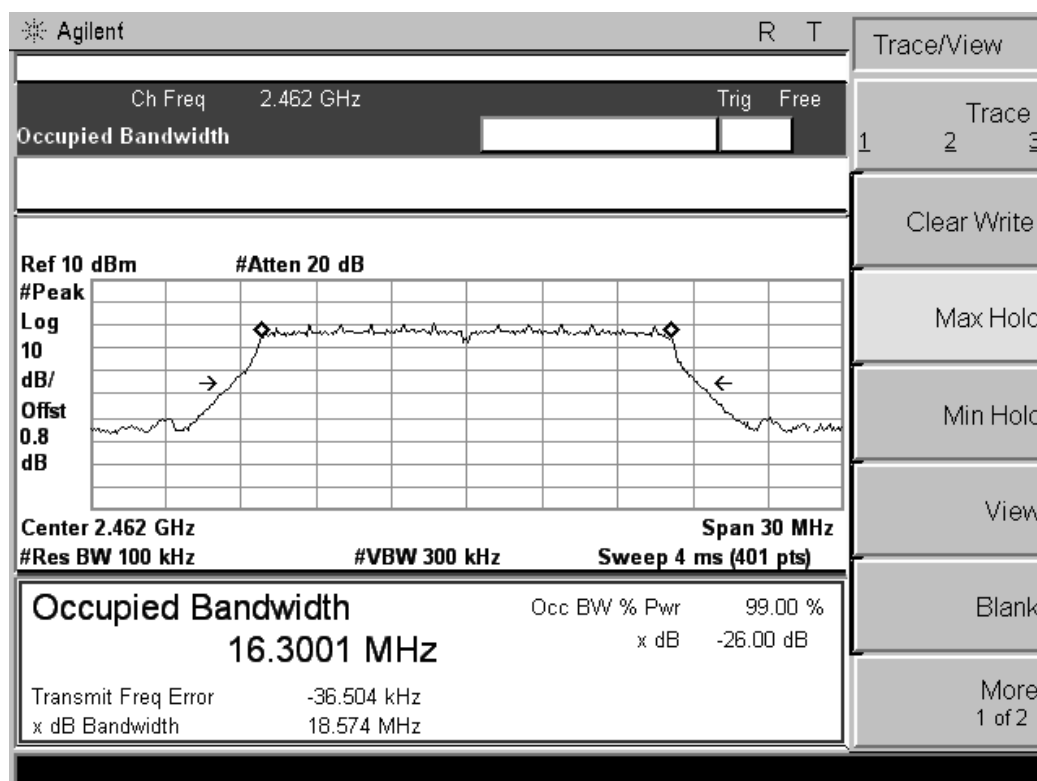 Agilent R T
Ch Freq 2.462 GHz Trig Free
Occupied Bandwidth
Ref 10 dBm #Atten 20 dB
#Peak
Log
10
dB/
Offst
0.8
dB
Center 2.462 GHz Span 30 MHz
#Res BW 100 kHz #VBW 300 kHz Sweep 4 ms (401 pts)
Occupied Bandwidth
16.3001 MHz
Occ BW % Pwr 99.00 %
x dB -26.00 dB
Transmit Freq Error -36.504 kHz
x dB Bandwidth 18.574 MHz
Trace/View
Trace
1 2 3
Clear Write
Max Hold
Min Hold
View
Blank
More
1 of 2